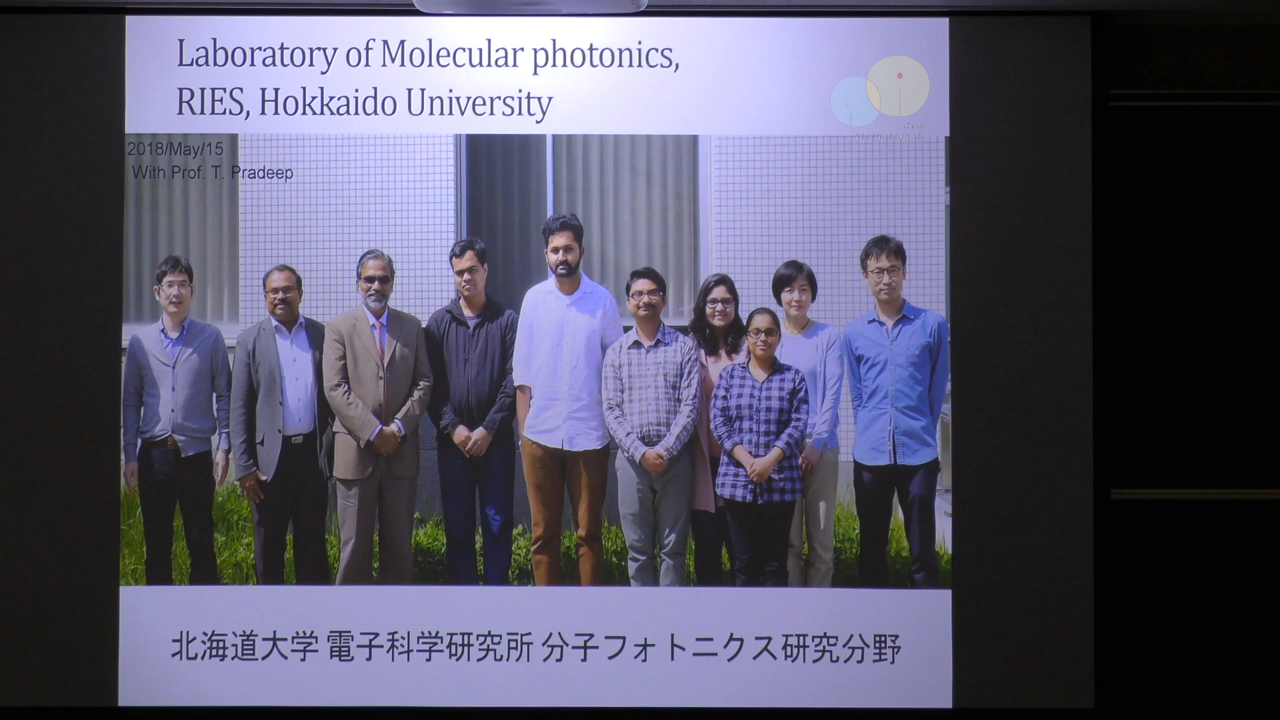 Laboratory of Molecular photonics,
RIES, Hokkaido University
2018/May/15
With Prof. T. Pradeep
北海道大学 電子科学研究所 分子フォトニクス研究分野